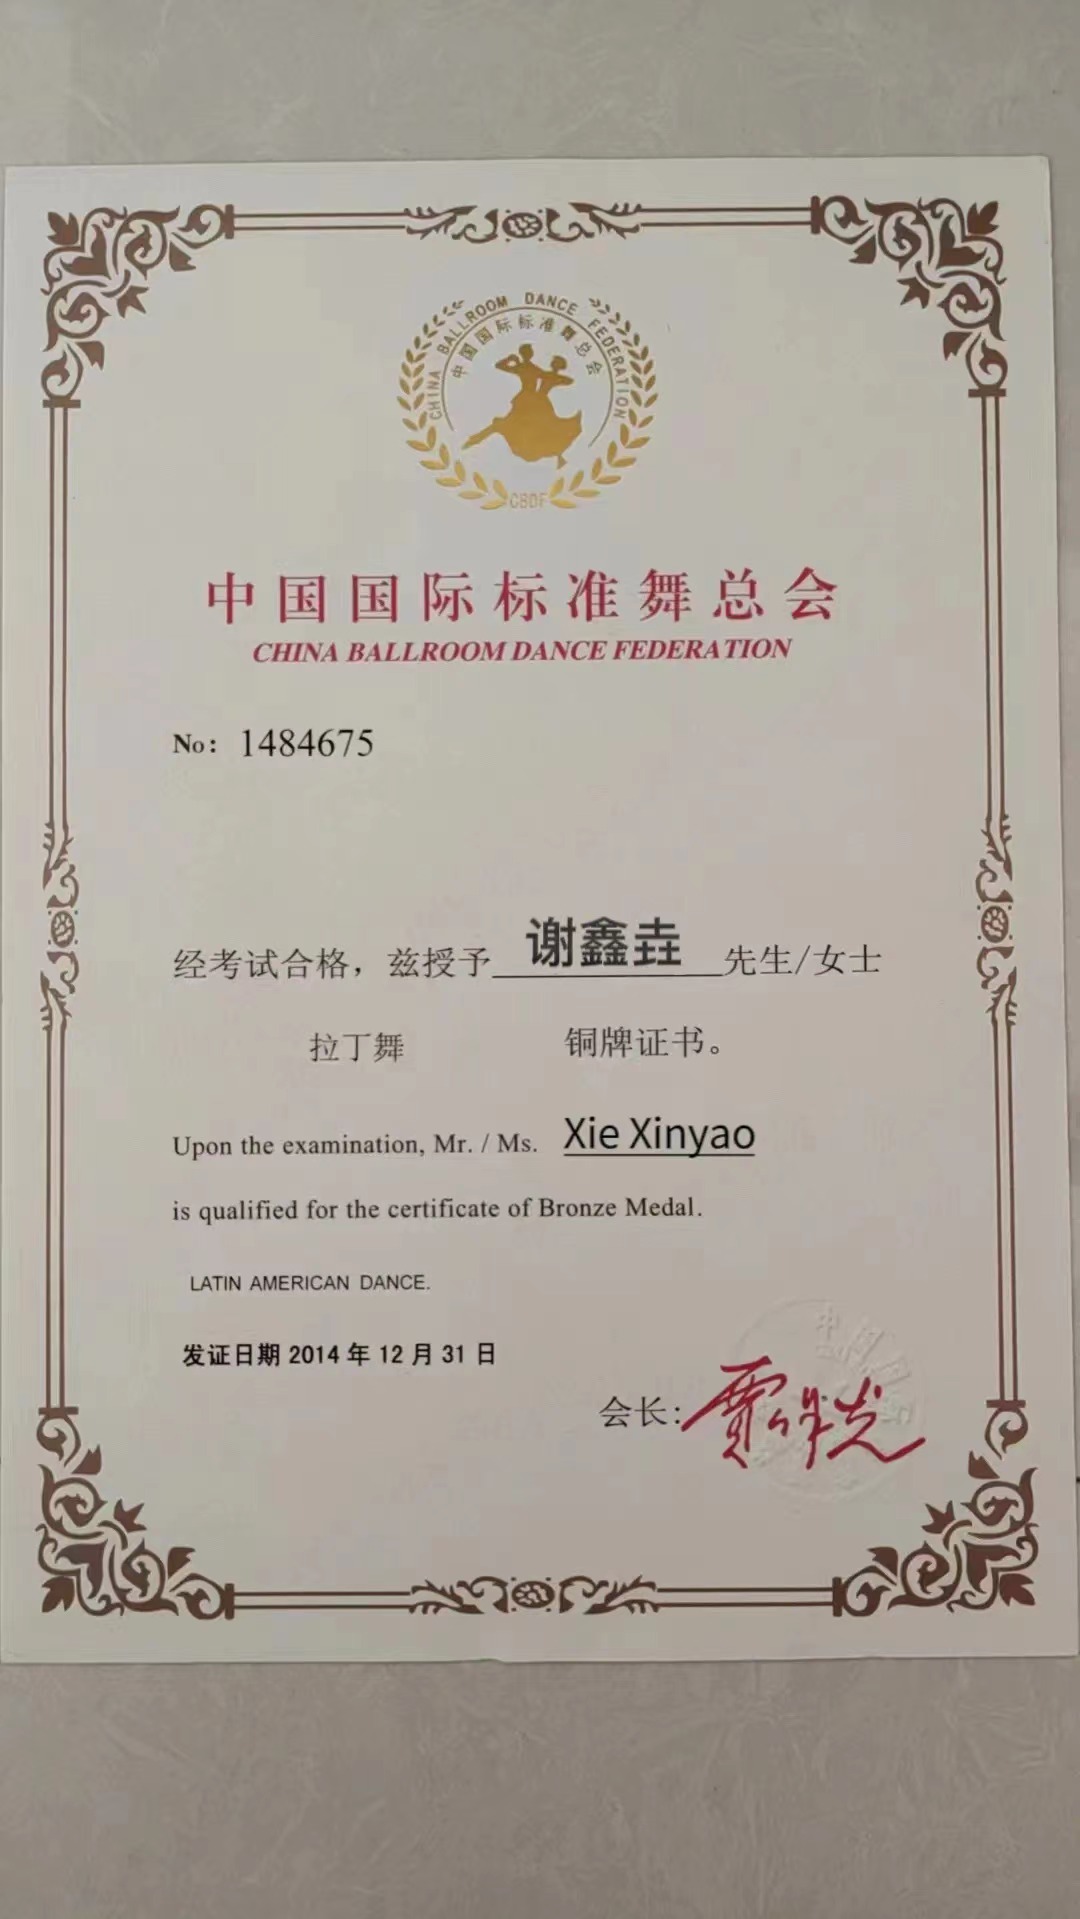 CHINA BALLROOM DANCE FEDERATION
中国国际标准舞总会
CBDF
中国国际标准舞总会
CHINA BALLROOM DANCE FEDERATION
No: 1484675
经考试合格，兹授予谢鑫垚先生/女士
拉丁舞 铜牌证书。
Upon the examination, Mr. / Ms. Xie Xinyao
is qualified for the certificate of Bronze Medal.
LATIN AMERICAN DANCE.
发证日期 2014 年 12 月 31 日
会长: